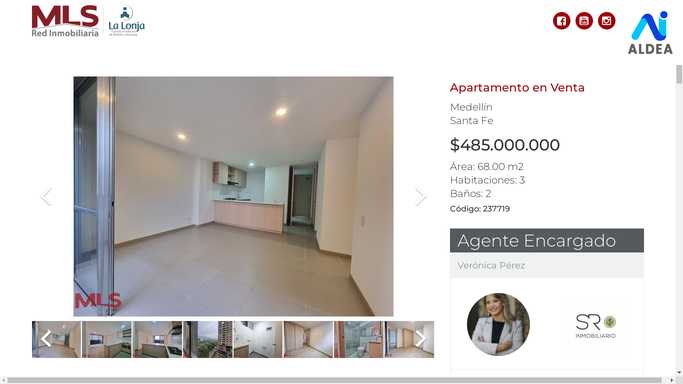 MLS
Red Inmobiliaria
La Lonja
ALDEA
Apartamento en Venta
Medellín
Santa Fe
$485.000.000
Área: 68.00 m2
Habitaciones: 3
Baños: 2
Código: 237719
Agente Encargado
Verónica Pérez
MLS
SR
INMOBILIARIO